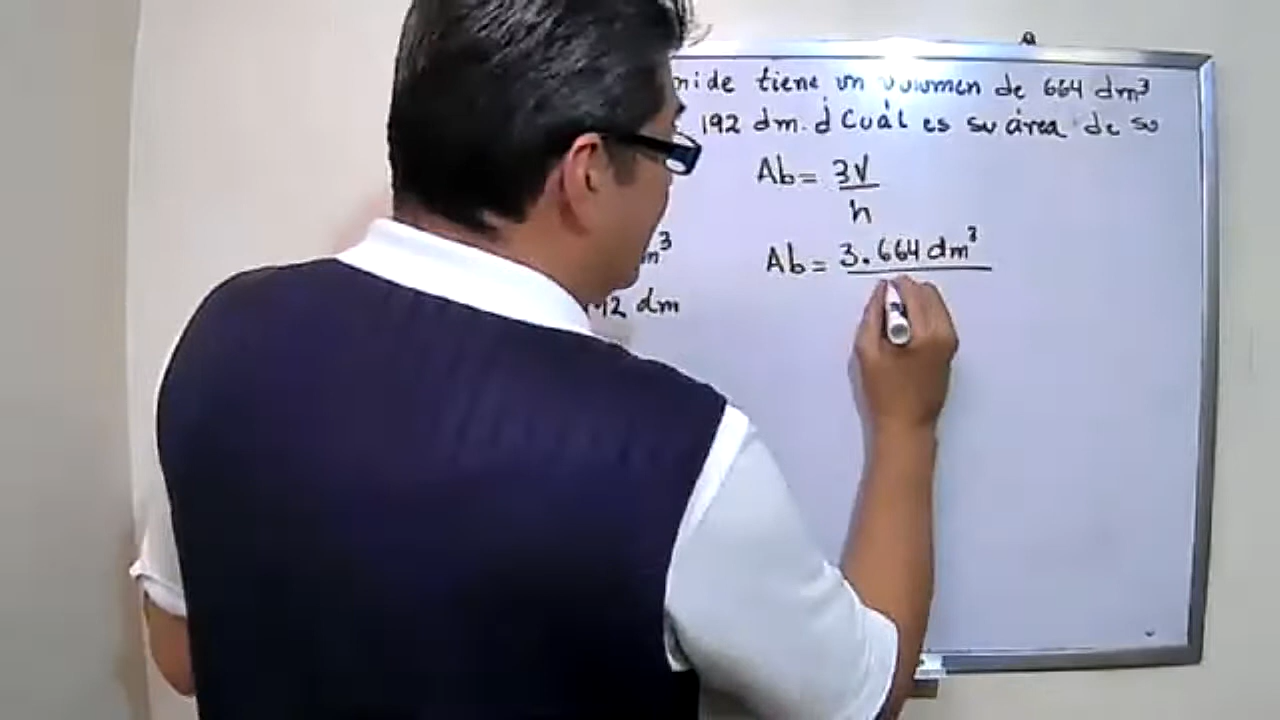 tiene un volumen de 664 dm³
192 dm. ¿Cuál es su área de su
Ab = 3V
h
Ab = 3.664 dm³
dm